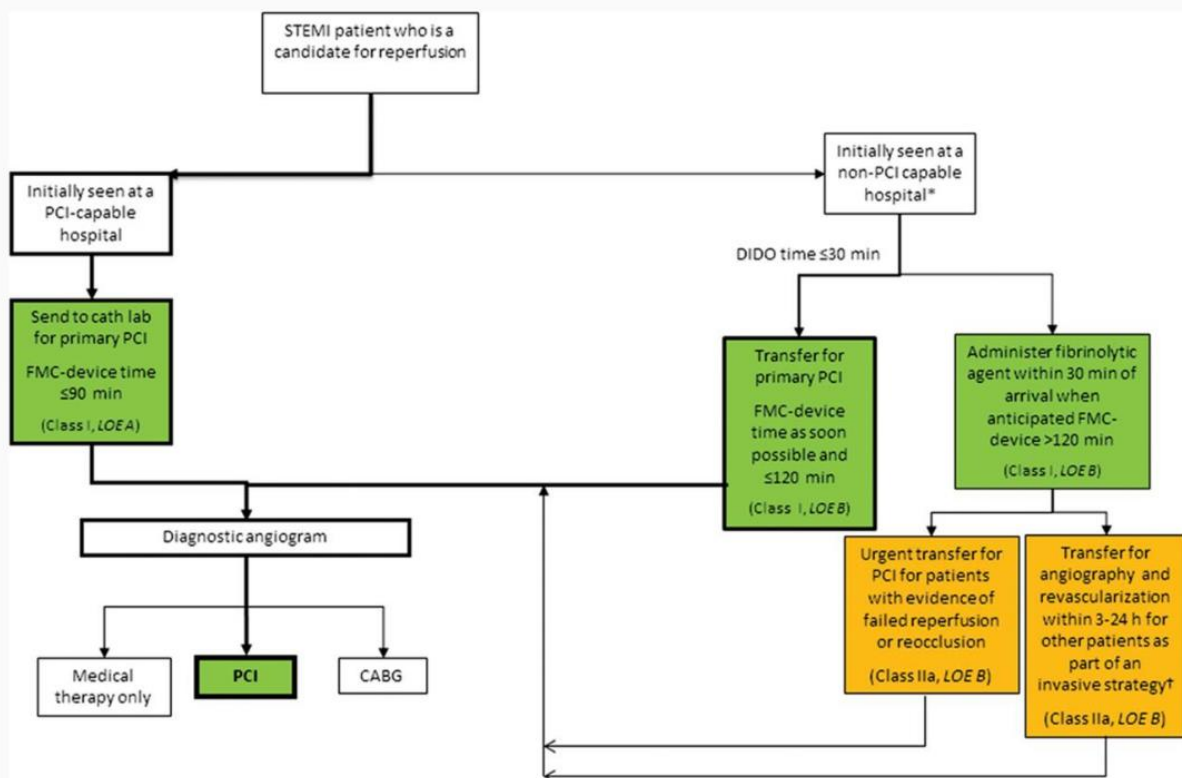 STEMI patient who is a
candidate for reperfusion
Initially seen at a
PCI-capable
hospital
Initially seen at a
non-PCI capable
hospital*
DIDO time ≤30 min
Send to cath lab
for primary PCI
FMC-device time
≤90 min
(Class I, LOE A)
Transfer for
primary PCI
FMC-device
time as soon
possible and
≤120 min
(Class I, LOE B)
Administer fibrinolytic
agent within 30 min of
arrival when
anticipated FMC-
device >120 min
(Class I, LOE B)
Diagnostic angiogram
Urgent transfer for
PCI for patients
with evidence of
failed reperfusion
or reocclusion
(Class IIa, LOE B)
Transfer for
angiography and
revascularization
within 3-24 h for
other patients as
part of an
invasive strategy†
(Class IIa, LOE B)
Medical
therapy only
PCI
CABG